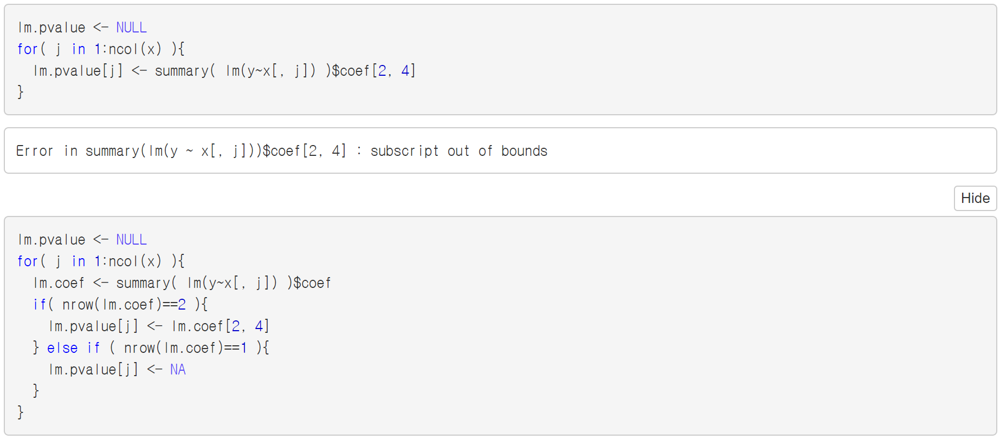 lm.pvalue <- NULL
for( j in 1:ncol(x) ){
  lm.pvalue[j] <- summary( lm(y~x[, j]) )$coef[2, 4]
}
Error in summary(lm(y ~ x[, j]))$coef[2, 4] : subscript out of bounds
Hide
lm.pvalue <- NULL
for( j in 1:ncol(x) ){
  lm.coef <- summary( lm(y~x[, j]) )$coef
  if( nrow(lm.coef)==2 ){
    lm.pvalue[j] <- lm.coef[2, 4]
  } else if ( nrow(lm.coef)==1 ){
    lm.pvalue[j] <- NA
  }
}